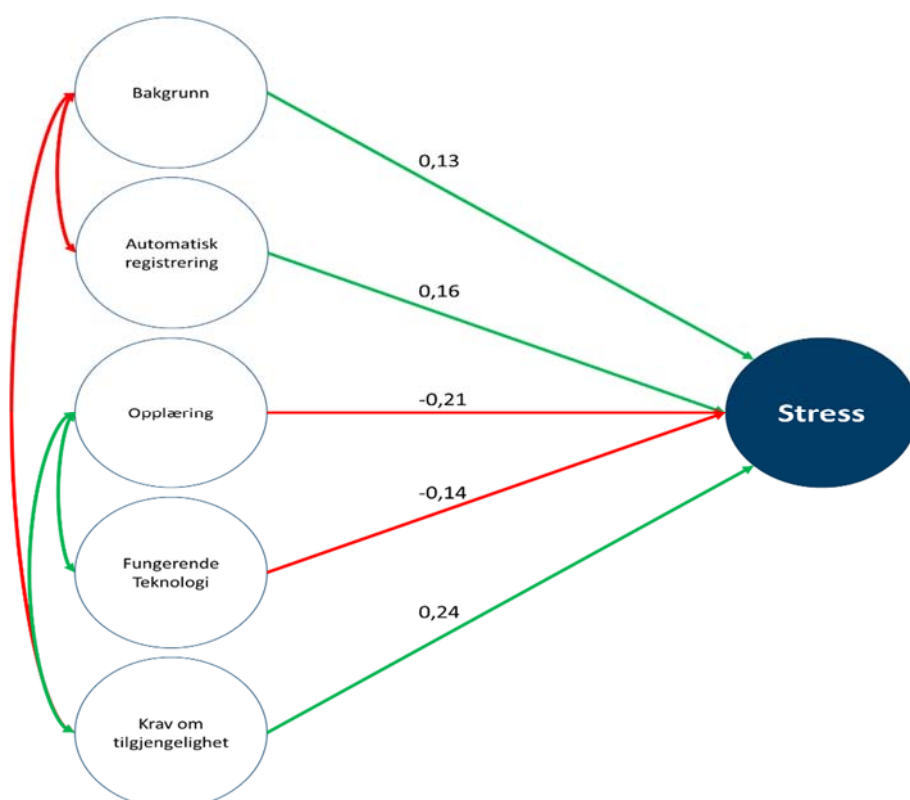 Bakgrunn
0,13
Automatisk
registrering
0,16
Opplæring
-0,21
Stress
-0,14
Fungerende
Teknologi
0,24
Krav om
tilgjengelighet